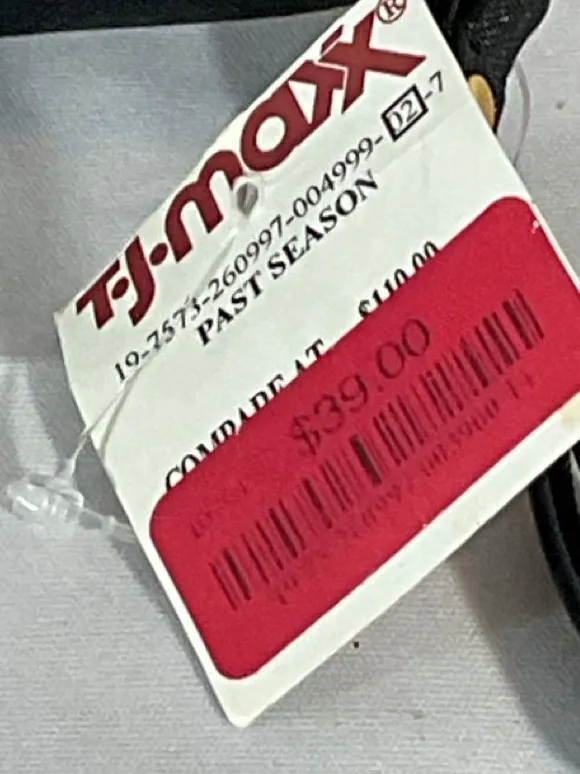 T·J·maxx®
19-7573-260997-004999-02-7
PAST SEASON
COMPARE AT $110.00
$39.00